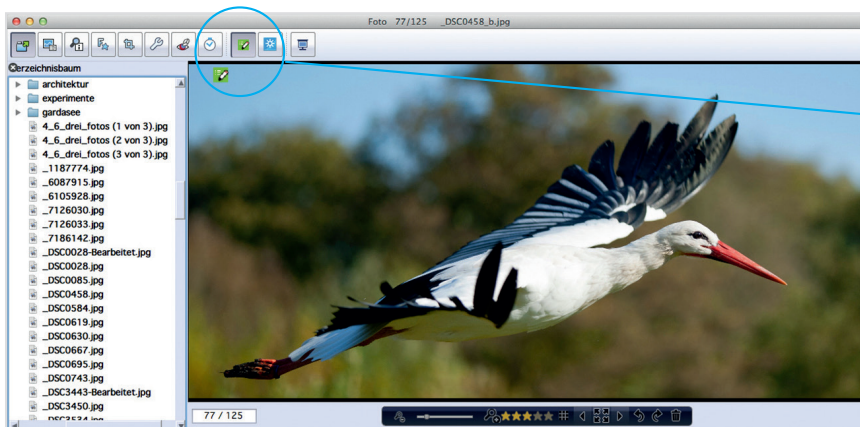 Foto 77/125 _DSC0458_b.jpg
erzeichnisbaum
architektur
experimente
gardasee
4_6_drei_fotos (1 von 3).jpg
4_6_drei_fotos (2 von 3).jpg
4_6_drei_fotos (3 von 3).jpg
_1187774.jpg
_6087915.jpg
_6105928.jpg
_7126030.jpg
_7126033.jpg
_7186142.jpg
_DSC0028-Bearbeitet.jpg
_DSC0028.jpg
_DSC0085.jpg
_DSC0458.jpg
_DSC0584.jpg
_DSC0619.jpg
_DSC0630.jpg
_DSC0667.jpg
_DSC0695.jpg
_DSC0743.jpg
_DSC3443-Bearbeitet.jpg
_DSC3450.jpg
_DSC3534.jpg
77 / 125